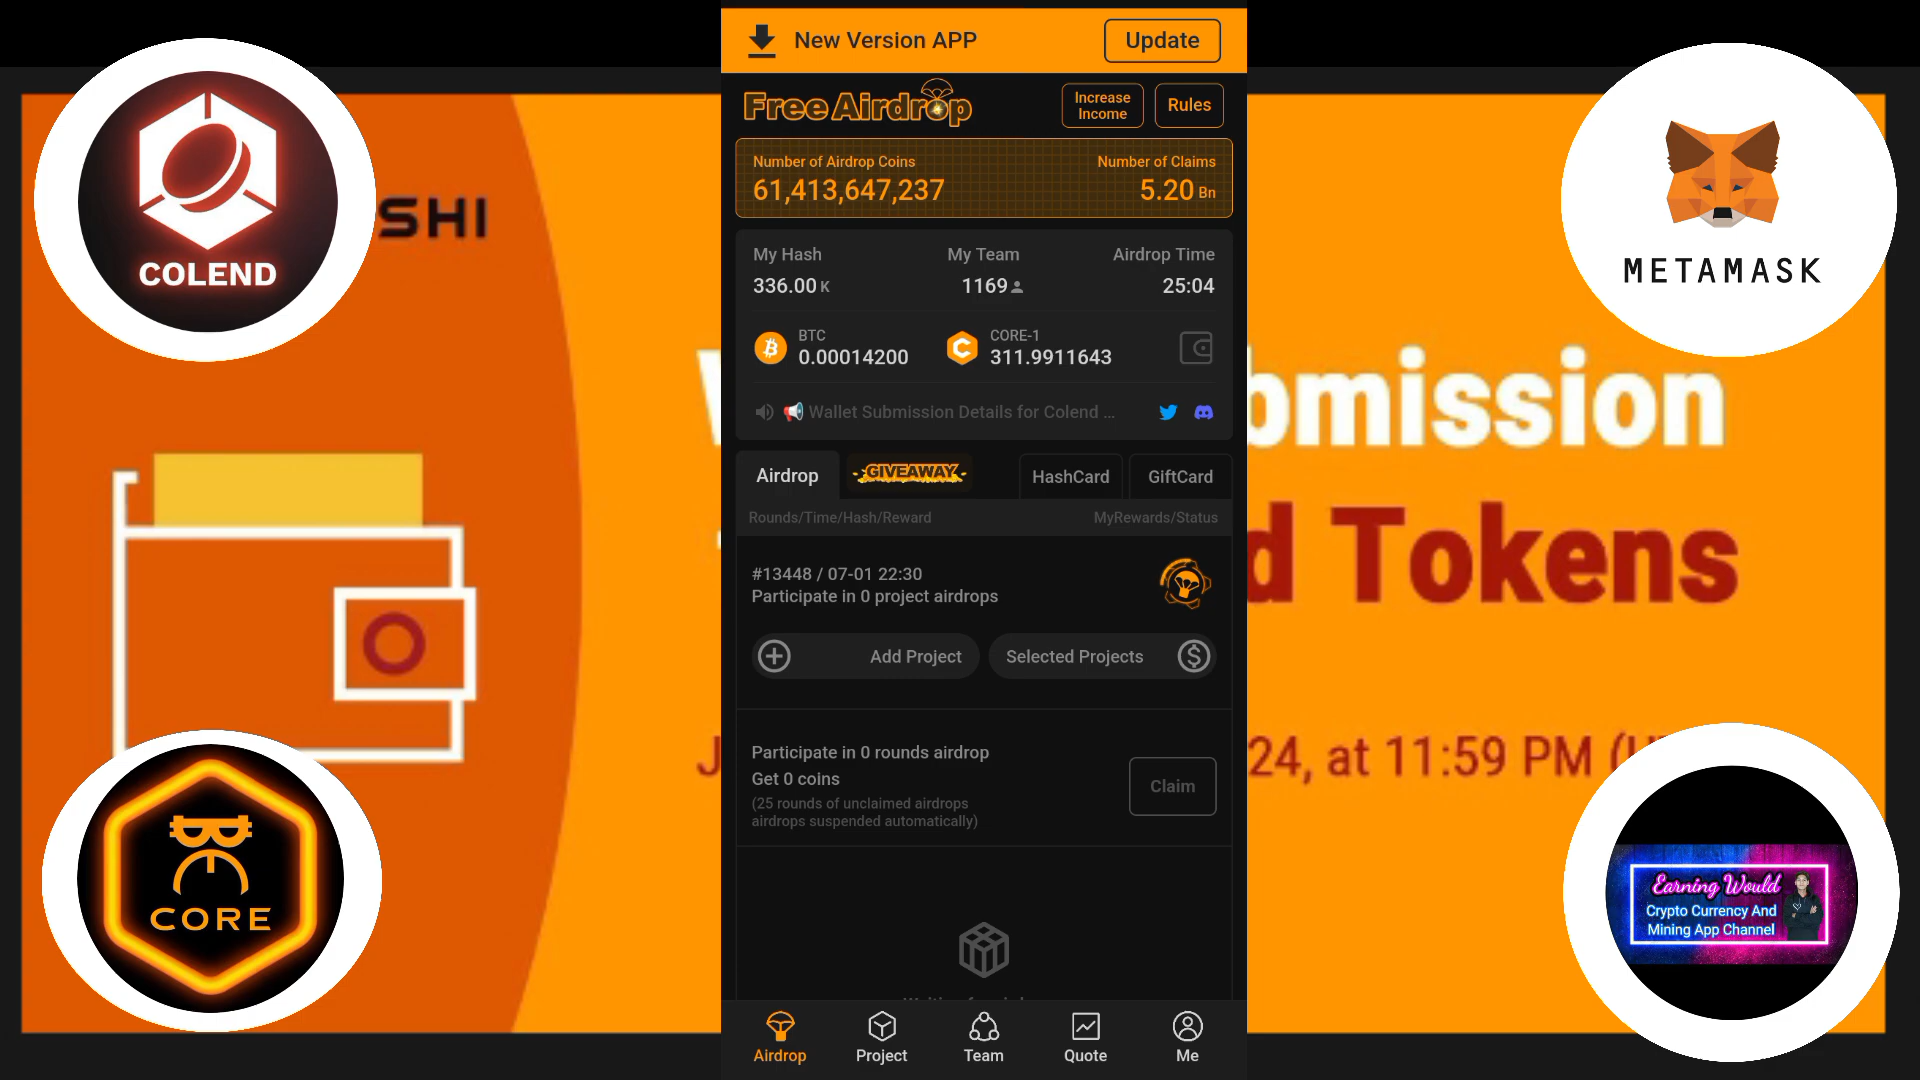 New Version APP
Update
Free Airdrop
Increase
Income
Rules
Number of Airdrop Coins
Number of Claims
61,413,647,237
5.20 Bn
My Hash
My Team
Airdrop Time
336.00 K
1169
25:04
BTC
0.00014200
CORE-1
311.9911643
Wallet Submission Details for Colend ...
Airdrop
GIVEAWAY
HashCard
GiftCard
Rounds/Time/Hash/Reward
MyRewards/Status
#13448 / 07-01 22:30
Participate in 0 project airdrops
Add Project
Selected Projects
Participate in 0 rounds airdrop
Get 0 coins
(25 rounds of unclaimed airdrops
airdrops suspended automatically)
Claim
Airdrop
Project
Team
Quote
Me
COLEND
SHI
METAMASK
bmission
d Tokens
24, at 11:59 PM
CORE
Earning Would
Crypto Currency And
Mining App Channel